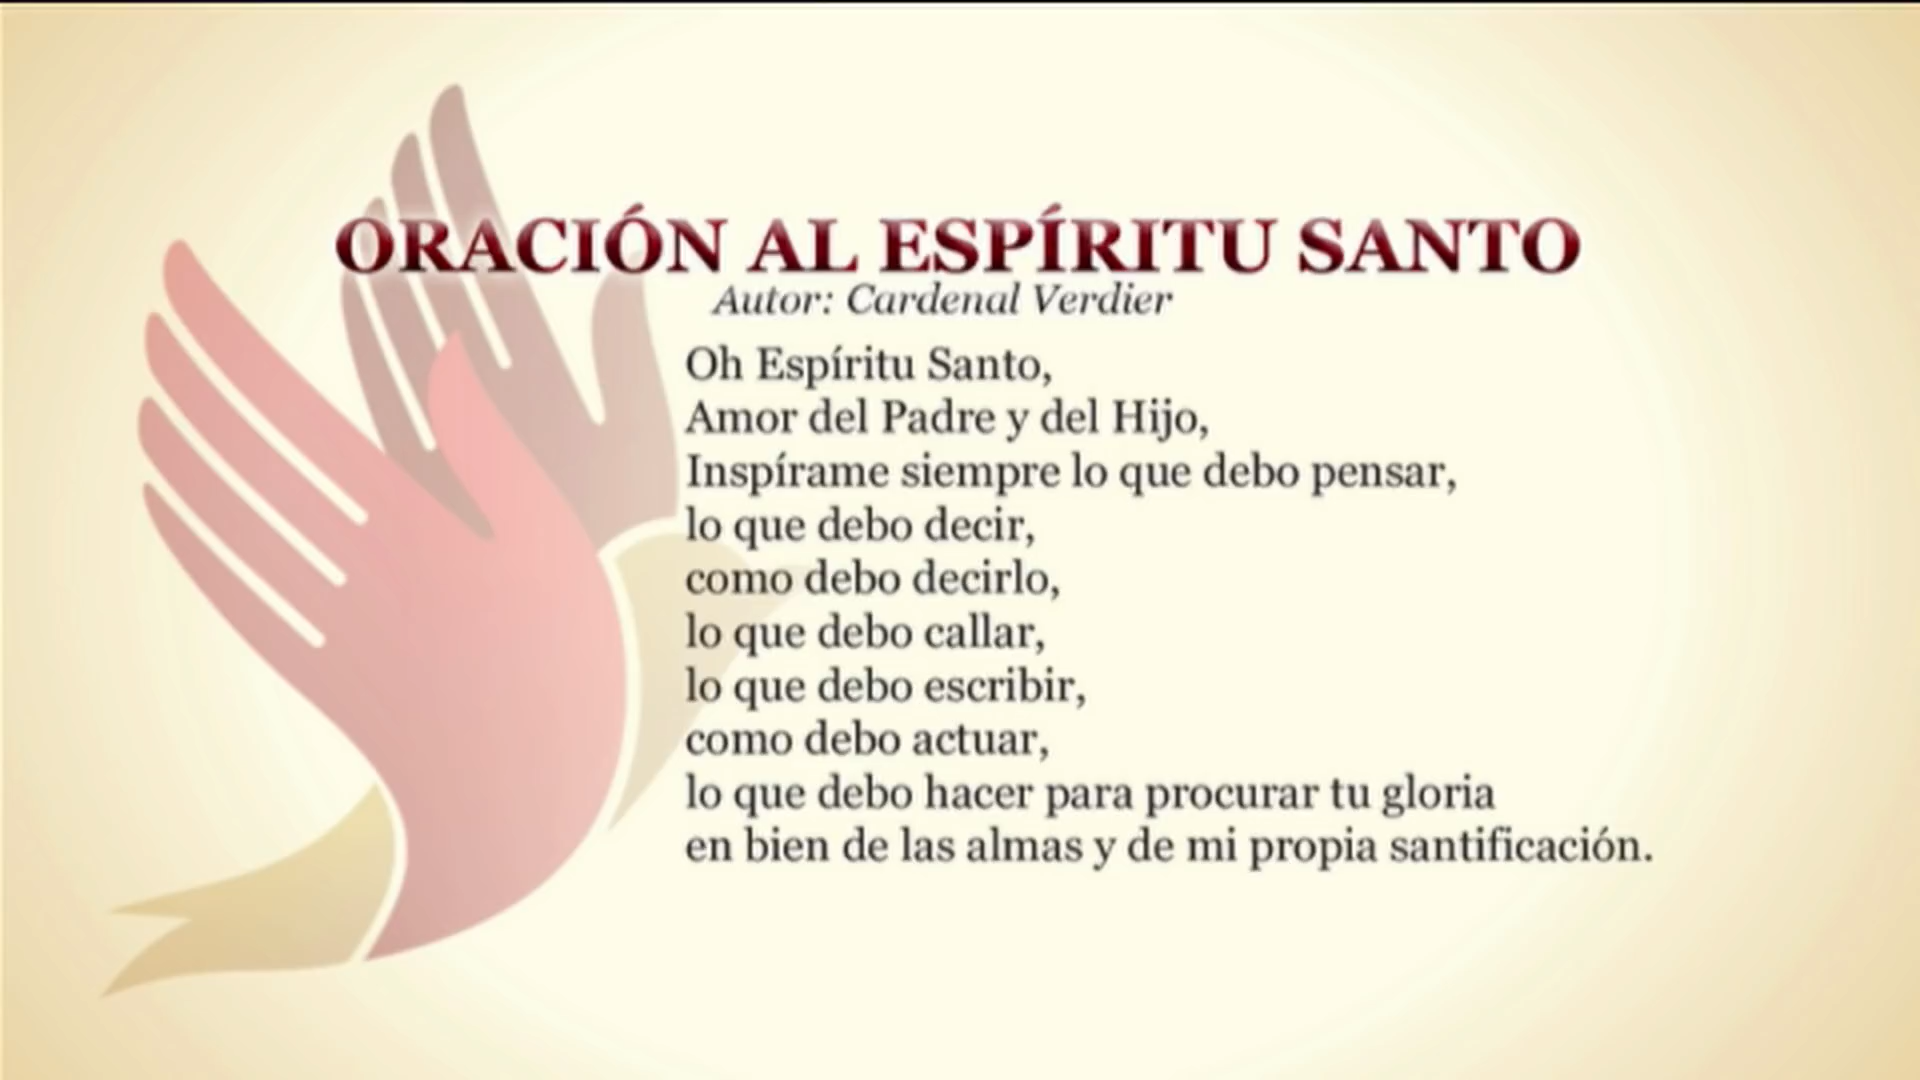 ORACIÓN AL ESPÍRITU SANTO
Autor: Cardenal Verdier
Oh Espíritu Santo,
Amor del Padre y del Hijo,
Inspírame siempre lo que debo pensar,
lo que debo decir,
como debo decirlo,
lo que debo callar,
lo que debo escribir,
como debo actuar,
lo que debo hacer para procurar tu gloria
en bien de las almas y de mi propia santificación.